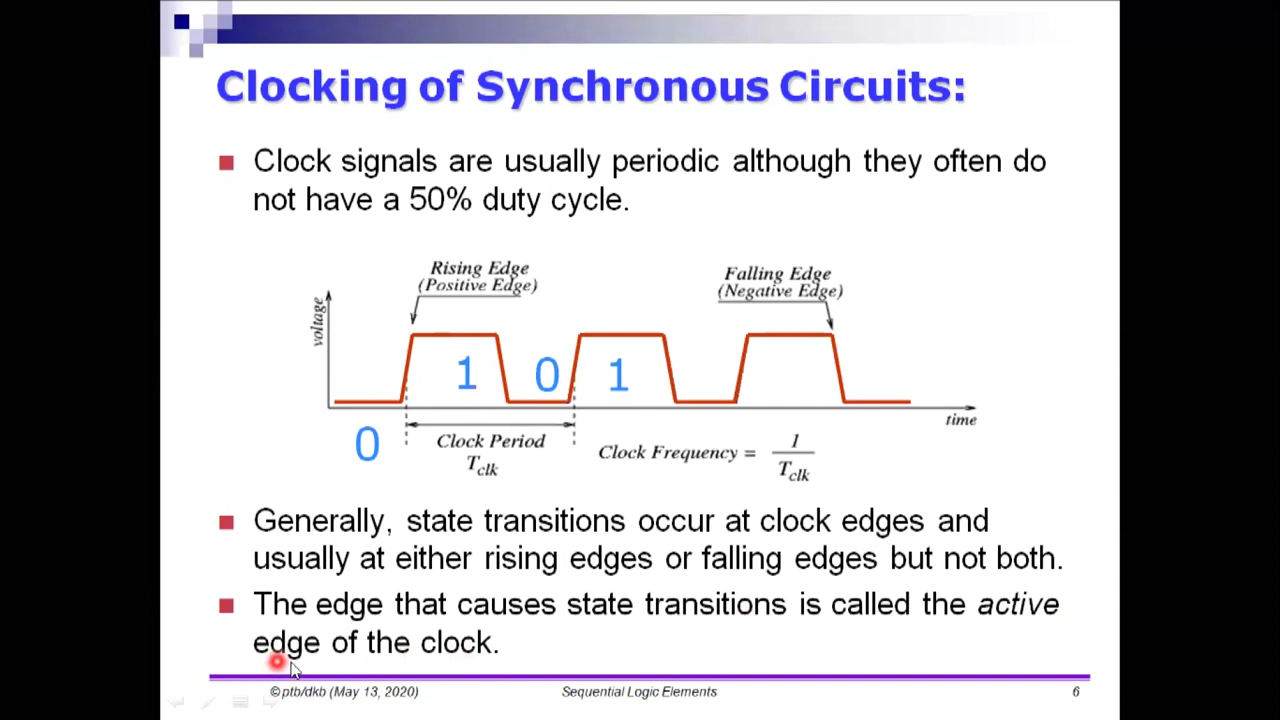 Clocking of Synchronous Circuits:
Clock signals are usually periodic although they often do
not have a 50% duty cycle.
Rising Edge
(Positive Edge)
Falling Edge
(Negative Edge)
voltage
1 0 1
time
0
Clock Period
Tclk
Clock Frequency = 1
Tclk
Generally, state transitions occur at clock edges and
usually at either rising edges or falling edges but not both.
The edge that causes state transitions is called the active
edge of the clock.
©ptb/dkb (May 13, 2020) Sequential Logic Elements 6